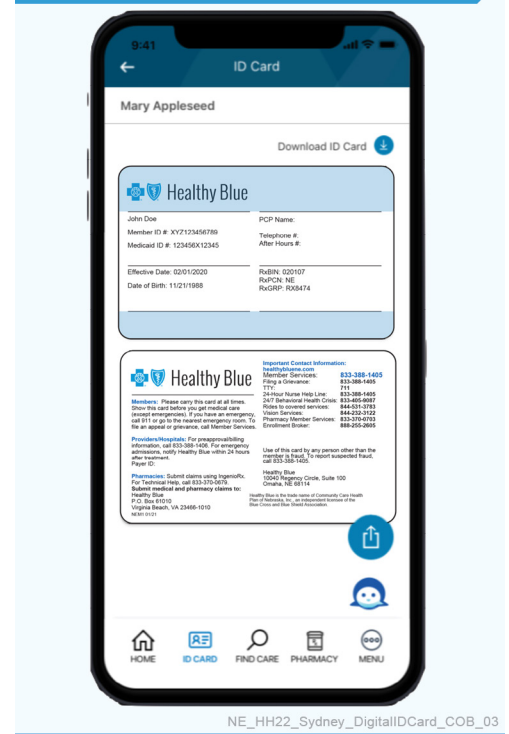 9:41
ID Card
Mary Appleseed
Download ID Card
Healthy Blue
John Doe
Member ID #: XYZ123456789
Medicaid ID #: 123456X12345
PCP Name:
Telephone #:
After Hours #:
Effective Date: 02/01/2020
Date of Birth: 11/21/1988
RxBIN: 020107
RxPCN: NE
RxGRP: RX8474
Healthy Blue
Members: Please carry this card at all times.
Show this card before you get medical care
(except emergencies). If you have an emergency,
call 911 or go to the nearest emergency room. To
file an appeal or grievance, call Member Services.
Providers/Hospitals: For preapproval/billing
information, call 833-388-1406. For emergency
admissions, notify Healthy Blue within 24 hours
after treatment.
Payer ID:
Pharmacies: Submit claims using IngenioRx.
For Technical Help, call 833-370-0679.
Submit medical and pharmacy claims to:
Healthy Blue
P.O. Box 61010
Virginia Beach, VA 23466-1010
NEM1 01/21
Important Contact Information:
healthybluene.com
Member Services: 833-388-1405
Filing a Grievance: 833-388-1405
TTY: 711
24-Hour Nurse Help Line: 833-388-1405
24/7 Behavioral Health Crisis: 833-405-9087
Rides to covered services: 844-531-3783
Vision Services: 844-232-3122
Pharmacy Member Services: 833-370-0703
Enrollment Broker: 888-255-2605
Use of this card by any person other than the
member is fraud. To report suspected fraud,
call 833-388-1405.
Healthy Blue
10040 Regency Circle, Suite 100
Omaha, NE 68114
Healthy Blue is the trade name of Community Care Health
Plan of Nebraska, Inc., an independent licensee of the
Blue Cross and Blue Shield Association.
HOME
ID CARD
FIND CARE
PHARMACY
MENU
NE_HH22_Sydney_DigitalIDCard_COB_03